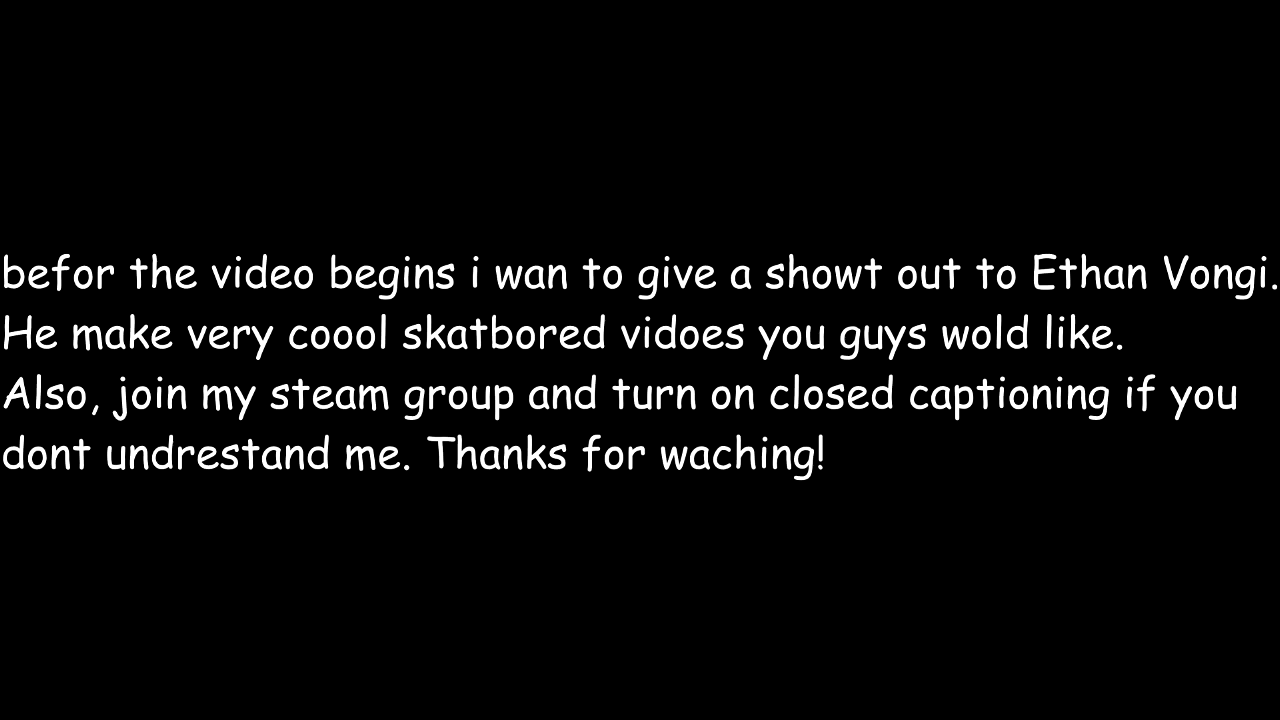 befor the video begins i wan to give a showt out to Ethan Vongi.
He make very coool skatbored vidoes you guys wold like.
Also, join my steam group and turn on closed captioning if you
dont undrestand me. Thanks for waching!